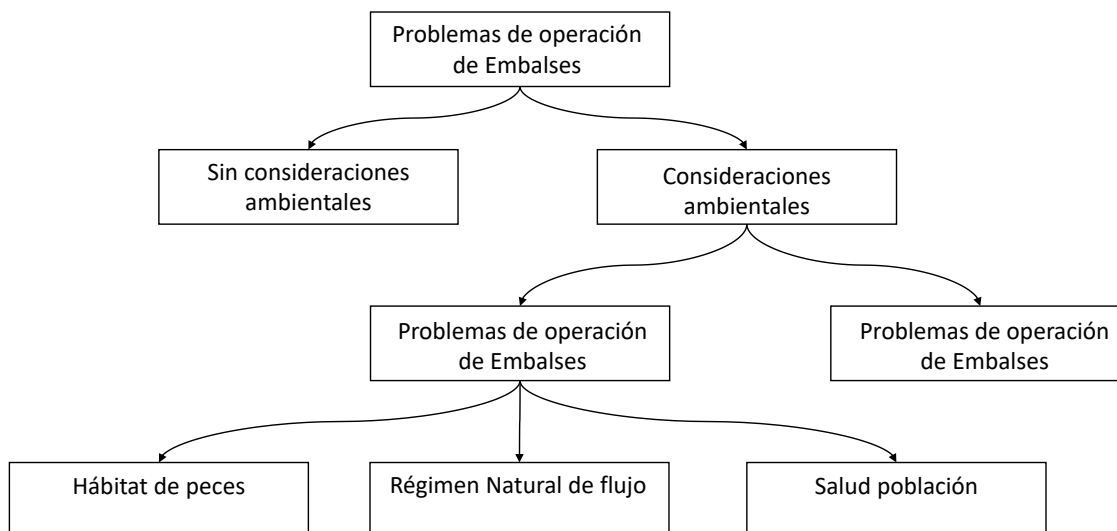 Problemas de operación
de Embalses
Sin consideraciones
ambientales
Consideraciones
ambientales
Problemas de operación
de Embalses
Problemas de operación
de Embalses
Hábitat de peces
Régimen Natural de flujo
Salud población